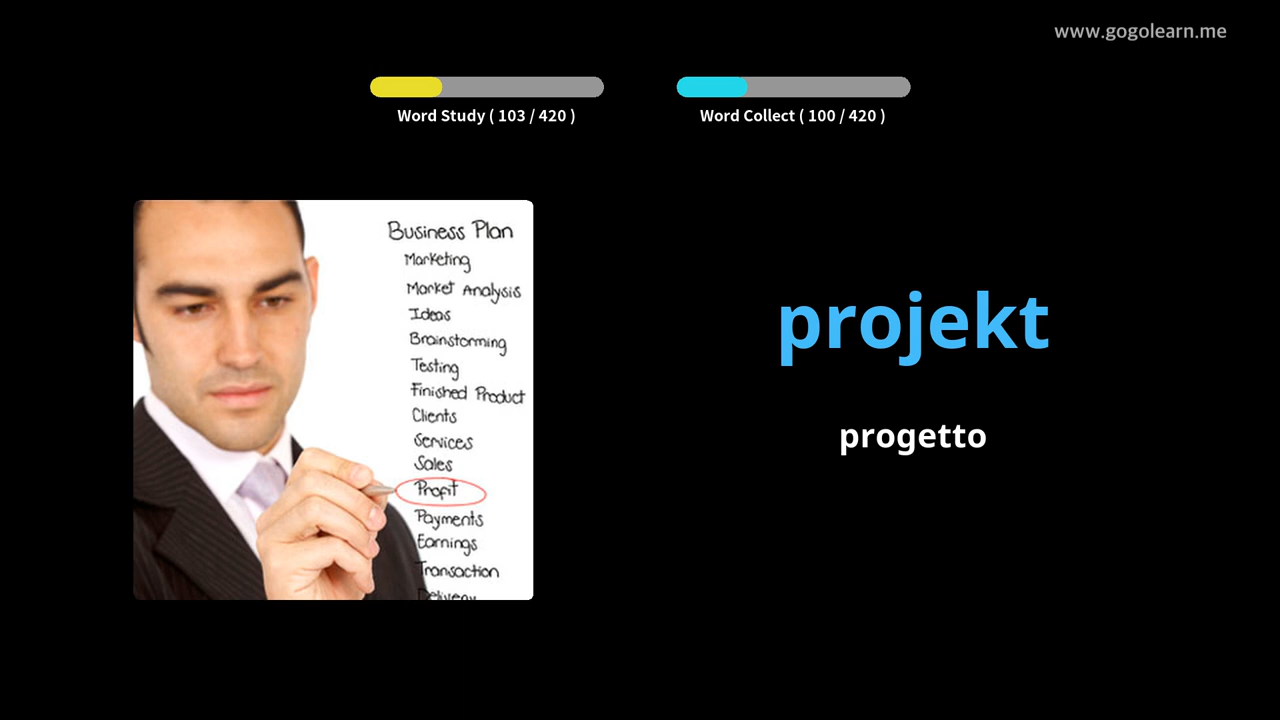 www.gogolearn.me
Word Study ( 103 / 420 )
Word Collect ( 100 / 420 )
Business Plan
Marketing
Market Analysis
Ideas
Brainstorming
Testing
Finished Product
Clients
Services
Sales
Profit
Payments
Earnings
Transaction
Delivery
projekt
progetto